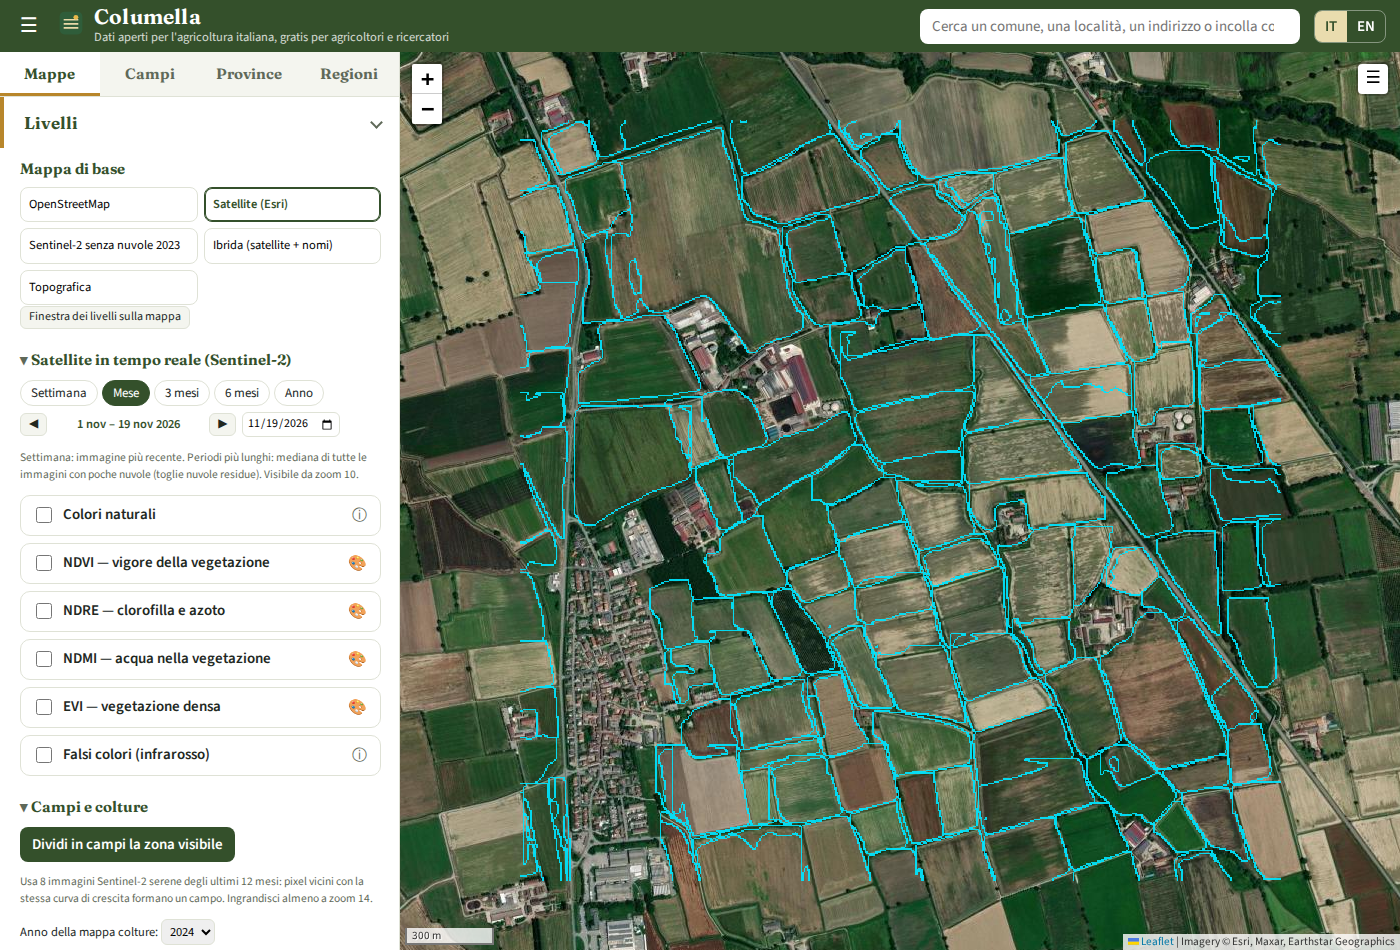 ☰
Columella
Dati aperti per l'agricoltura italiana, gratis per agricoltori e ricercatori
Cerca un comune, una località, un indirizzo o incolla cc
IT
EN
Mappe
Campi
Province
Regioni
Livelli
Mappa di base
OpenStreetMap
Satellite (Esri)
Sentinel-2 senza nuvole 2023
Ibrida (satellite + nomi)
Topografica
Finestra dei livelli sulla mappa
▾ Satellite in tempo reale (Sentinel-2)
Settimana
Mese
3 mesi
6 mesi
Anno
◀
1 nov – 19 nov 2026
▶
11/19/2026
Settimana: immagine più recente. Periodi più lunghi: mediana di tutte le
immagini con poche nuvole (toglie nuvole residue). Visibile da zoom 10.
Colori naturali
ⓘ
NDVI — vigore della vegetazione
NDRE — clorofilla e azoto
NDMI — acqua nella vegetazione
EVI — vegetazione densa
Falsi colori (infrarosso)
ⓘ
▾ Campi e colture
Dividi in campi la zona visibile
Usa 8 immagini Sentinel-2 serene degli ultimi 12 mesi: pixel vicini con la
stessa curva di crescita formano un campo. Ingrandisci almeno a zoom 14.
Anno della mappa colture:
2024
+
−
☰
300 m
Leaflet | Imagery © Esri, Maxar, Earthstar Geographics